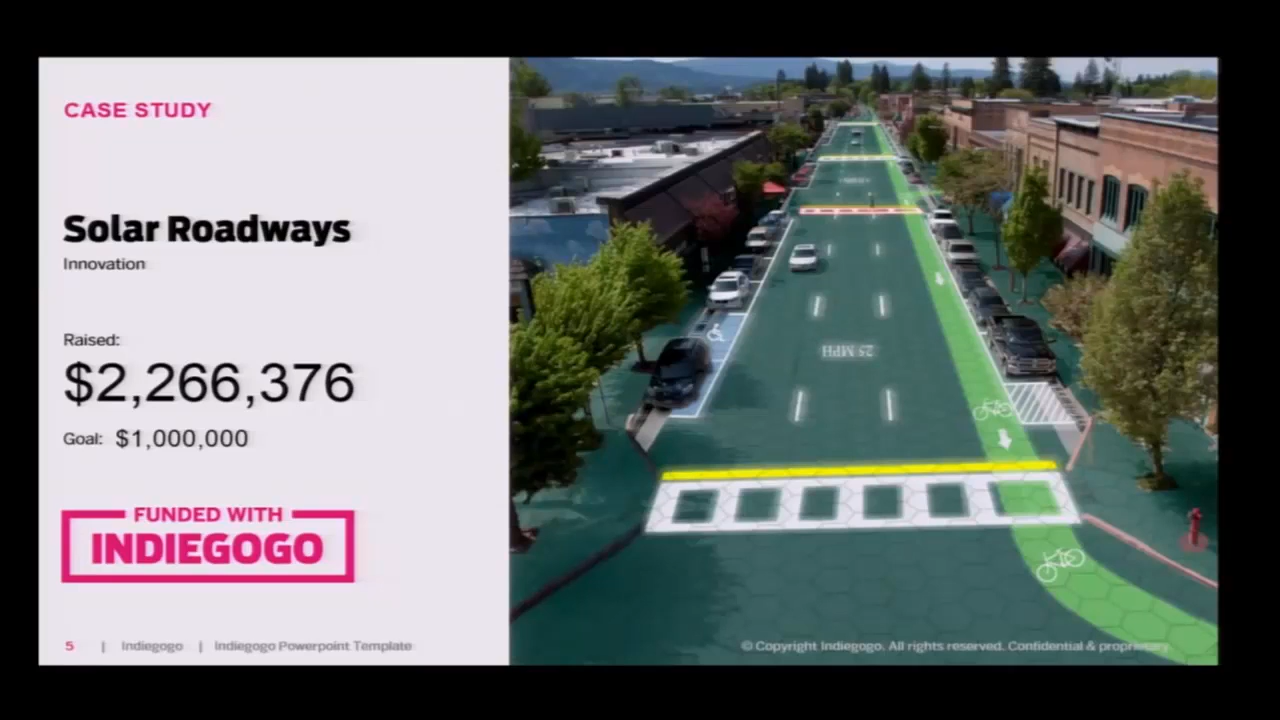 CASE STUDY
Solar Roadways
Innovation
Raised:
$2,266,376
Goal: $1,000,000
FUNDED WITH
INDIEGOGO
25 MPH
5 | Indiegogo | Indiegogo Powerpoint Template
© Copyright Indiegogo. All rights reserved. Confidential & proprietary